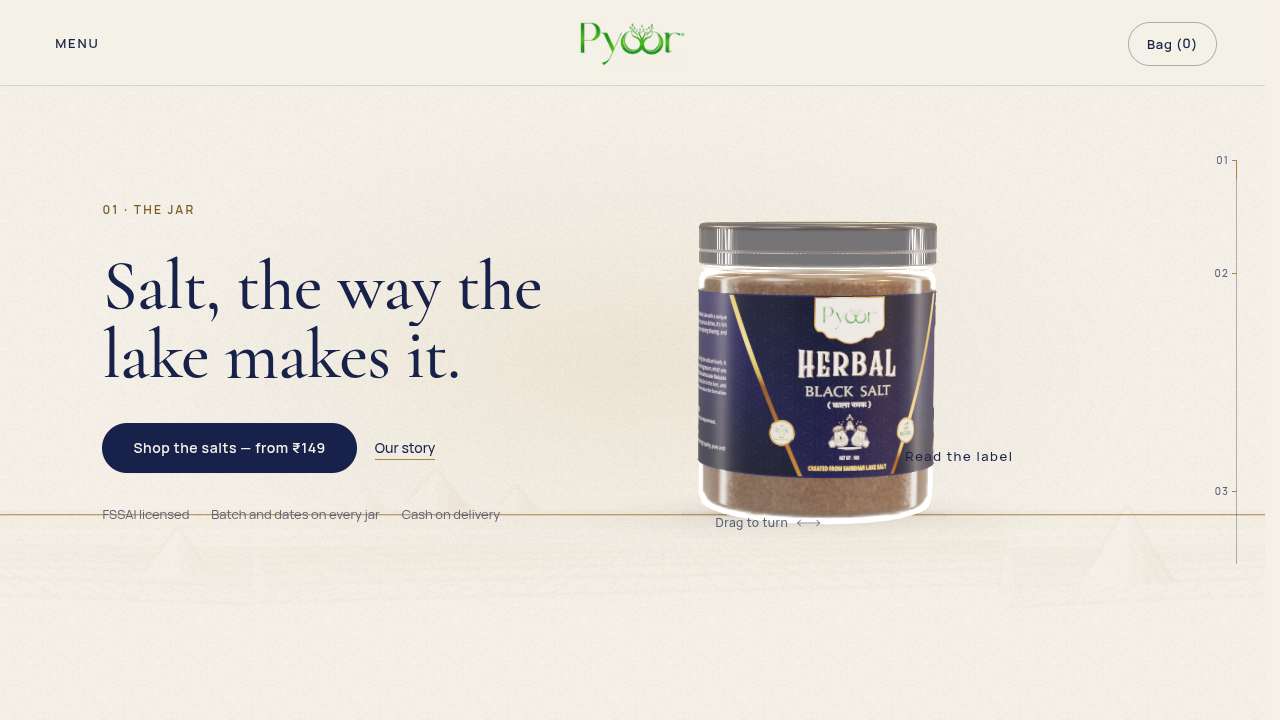 MENU
Pyoor
Bag (0)
01
01 · THE JAR
Salt, the way the
lake makes it.
02
Pyoor
HERBAL
BLACK SALT
( काला नमक )
Shop the salts — from ₹149
Our story
Read the label
CREATED FROM SAMBHAR LAKE SALT
03
FSSAI licensed
Batch and dates on every jar
Cash on delivery
Drag to turn